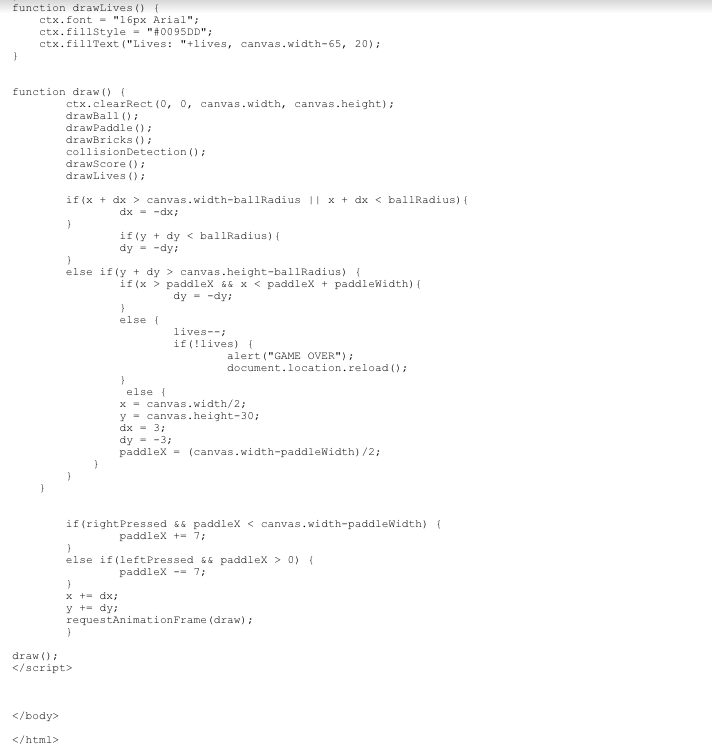 function drawLives() {
    ctx.font = "16px Arial";
    ctx.fillStyle = "#0095DD";
    ctx.fillText("Lives: "+lives, canvas.width-65, 20);
}
function draw() {
        ctx.clearRect(0, 0, canvas.width, canvas.height);
        drawBall();
        drawPaddle();
        drawBricks();
        collisionDetection();
        drawScore();
        drawLives();
        if(x + dx > canvas.width-ballRadius || x + dx < ballRadius){
                dx = -dx;
        }
                if(y + dy < ballRadius){
                dy = -dy;
        }
        else if(y + dy > canvas.height-ballRadius) {
                if(x > paddleX && x < paddleX + paddleWidth){
                        dy = -dy;
                }
                else {
                        lives--;
                        if(!lives) {
                                alert("GAME OVER");
                                document.location.reload();
                }
                 else {
                x = canvas.width/2;
                y = canvas.height-30;
                dx = 3;
                dy = -3;
                paddleX = (canvas.width-paddleWidth)/2;
            }
        }
    }
        if(rightPressed && paddleX < canvas.width-paddleWidth) {
                paddleX += 7;
        }
        else if(leftPressed && paddleX > 0) {
                paddleX -= 7;
        }
        x += dx;
        y += dy;
        requestAnimationFrame(draw);
        }
draw();
</script>
</body>
</html>